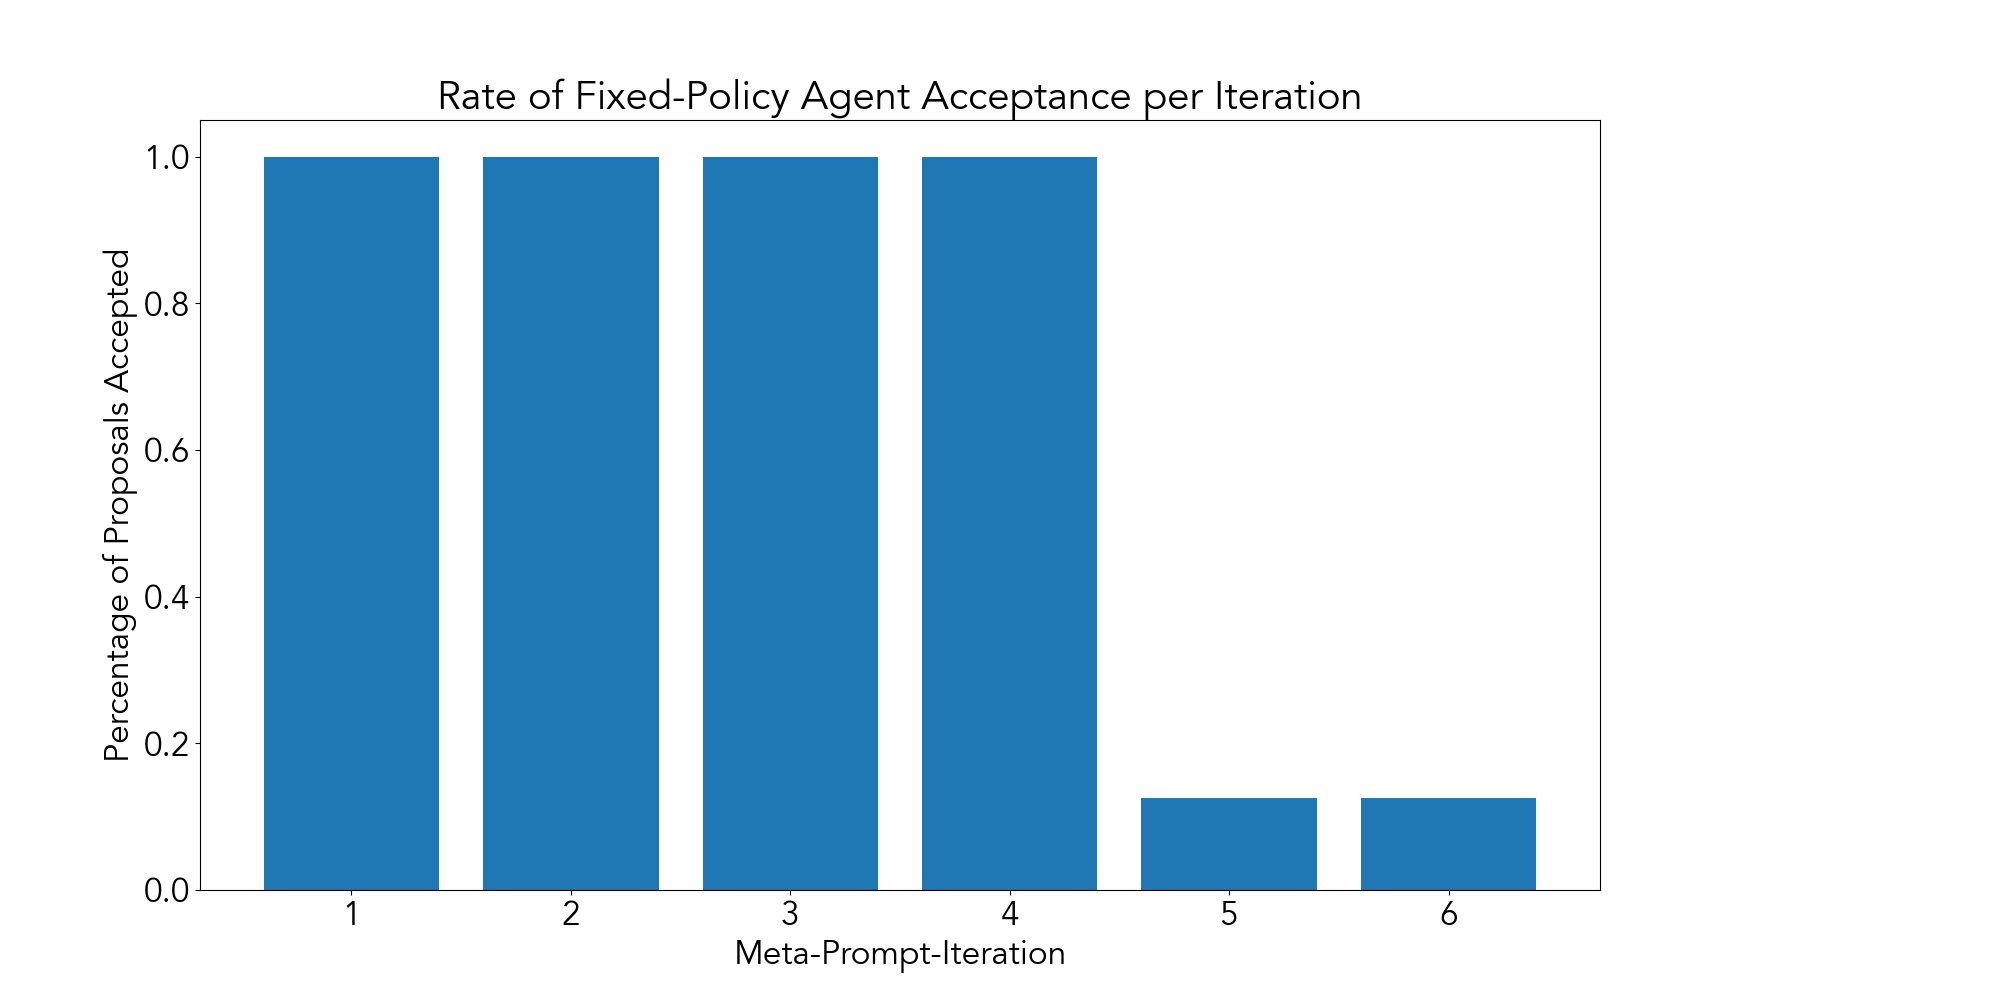 Rate of Fixed-Policy Agent Acceptance per Iteration
Percentage of Proposals Accepted
1.0
0.8
0.6
0.4
0.2
0.0
1 2 3 4 5 6
Meta-Prompt-Iteration